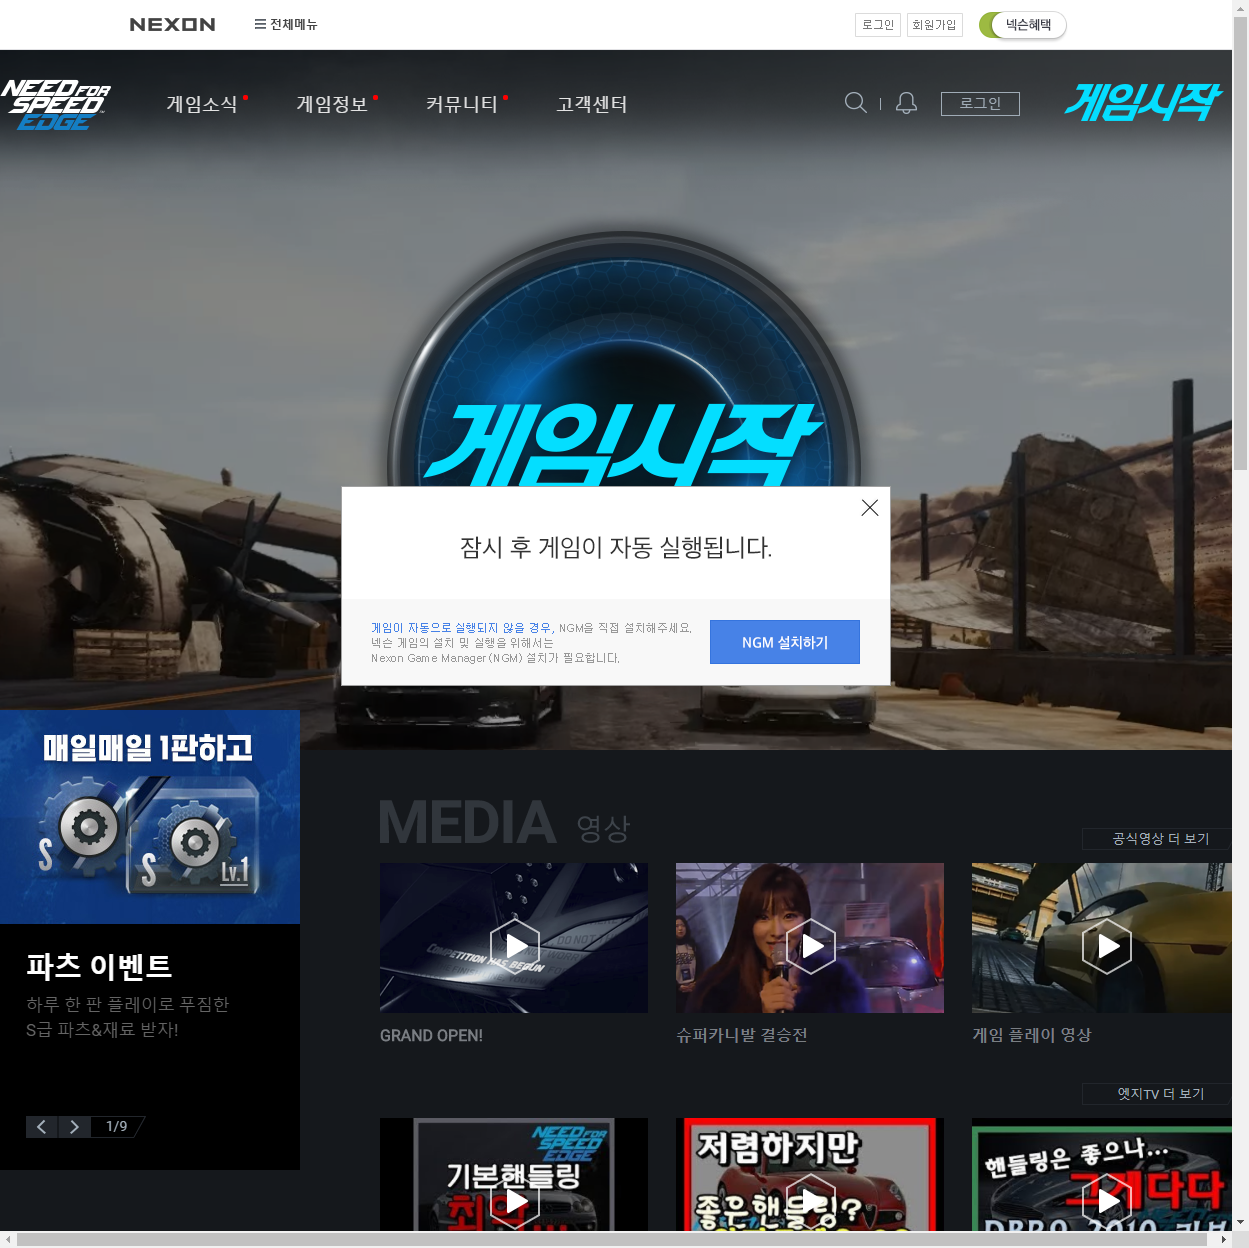 NEXON
전체메뉴
로그인
회원가입
넥슨혜택
NEED FOR
SPEED
EDGE
게임소식
게임정보
커뮤니티
고객센터
로그인
게임시작
게임시작
잠시 후 게임이 자동 실행됩니다.
게임이 자동으로 실행되지 않을 경우, NGM을 직접 설치해주세요.
넥슨 게임의 설치 및 실행을 위해서는
Nexon Game Manager(NGM) 설치가 필요합니다.
NGM 설치하기
매일매일 1판하고
S
S
Lv.1
파츠 이벤트
하루 한 판 플레이로 푸짐한
S급 파츠&재료 받자!
1/9
MEDIA 영상
공식영상 더 보기
COMPETITION HAS BEGUN
GRAND OPEN!
슈퍼카니발 결승전
게임 플레이 영상
엣지TV 더 보기
NEED FOR
SPEED
EDGE
기본핸들링
최악
저렴하지만
좋은핸들링?
핸들링은 좋으나...
그게다다